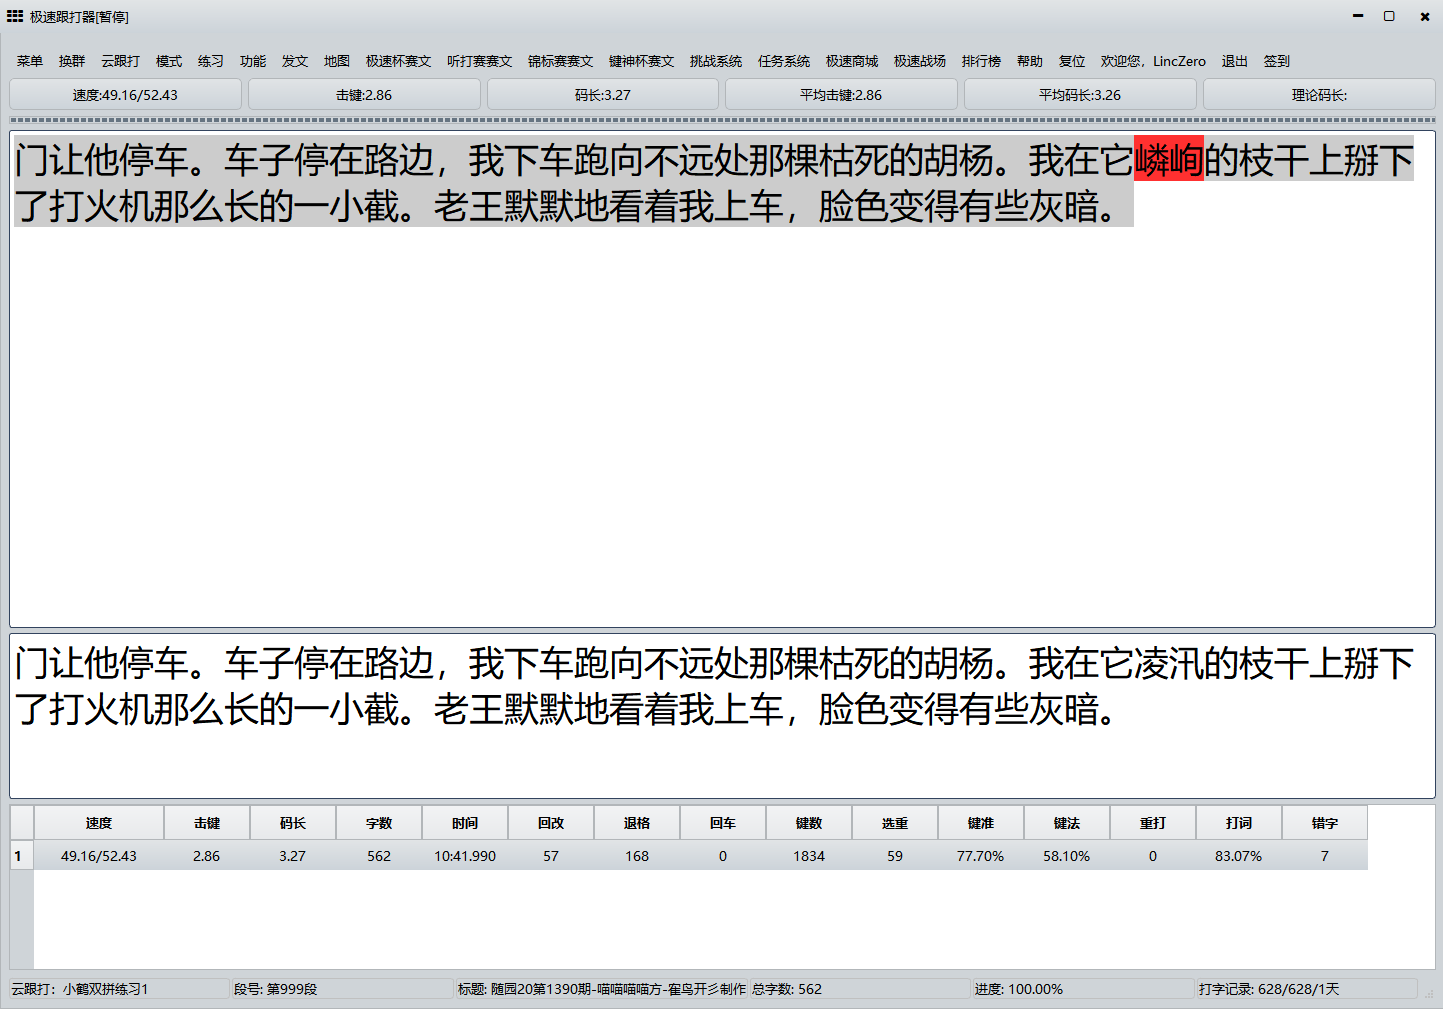 极速跟打器[暂停]
菜单 换群 云跟打 模式 练习 功能 发文 地图 极速杯赛文 听打赛赛文 锦标赛赛文 键神杯赛文 挑战系统 任务系统 极速商城 极速战场 排行榜 帮助 复位 欢迎您，LincZero 退出 签到
速度:49.16/52.43 击键:2.86 码长:3.27 平均击键:2.86 平均码长:3.26 理论码长:
门让他停车。车子停在路边，我下车跑向不远处那棵枯死的胡杨。我在它嶙峋的枝干上掰下
了打火机那么长的一小截。老王默默地看着我上车，脸色变得有些灰暗。
门让他停车。车子停在路边，我下车跑向不远处那棵枯死的胡杨。我在它凌汛的枝干上掰下
了打火机那么长的一小截。老王默默地看着我上车，脸色变得有些灰暗。
速度 击键 码长 字数 时间 回改 退格 回车 键数 选重 键准 键法 重打 打词 错字
1 49.16/52.43 2.86 3.27 562 10:41.990 57 168 0 1834 59 77.70% 58.10% 0 83.07% 7
云跟打：小鹤双拼练习1 段号: 第999段 标题: 随园20第1390期-喵喵喵喵方-隺鸟开彡制作 总字数: 562 进度: 100.00% 打字记录: 628/628/1天